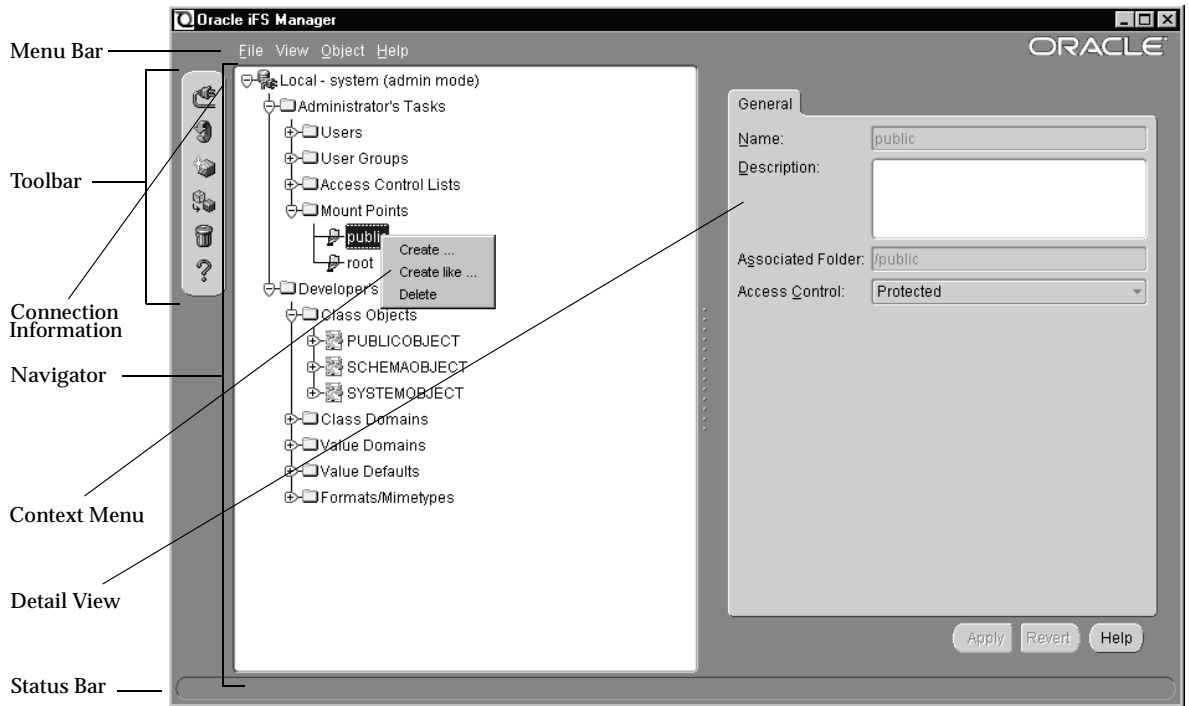 Oracle iFS Manager
Menu Bar
File View Object Help
ORACLE
Local - system (admin mode)
Administrator's Tasks
Users
User Groups
Access Control Lists
Mount Points
public
root
Create ...
Create like ...
Delete
Developer's
Class Objects
PUBLICOBJECT
SCHEMAOBJECT
SYSTEMOBJECT
Class Domains
Value Domains
Value Defaults
Formats/Mimetypes
General
Name: public
Description:
Associated Folder: /public
Access Control: Protected
Apply Revert Help
Toolbar
Connection
Information
Navigator
Context Menu
Detail View
Status Bar